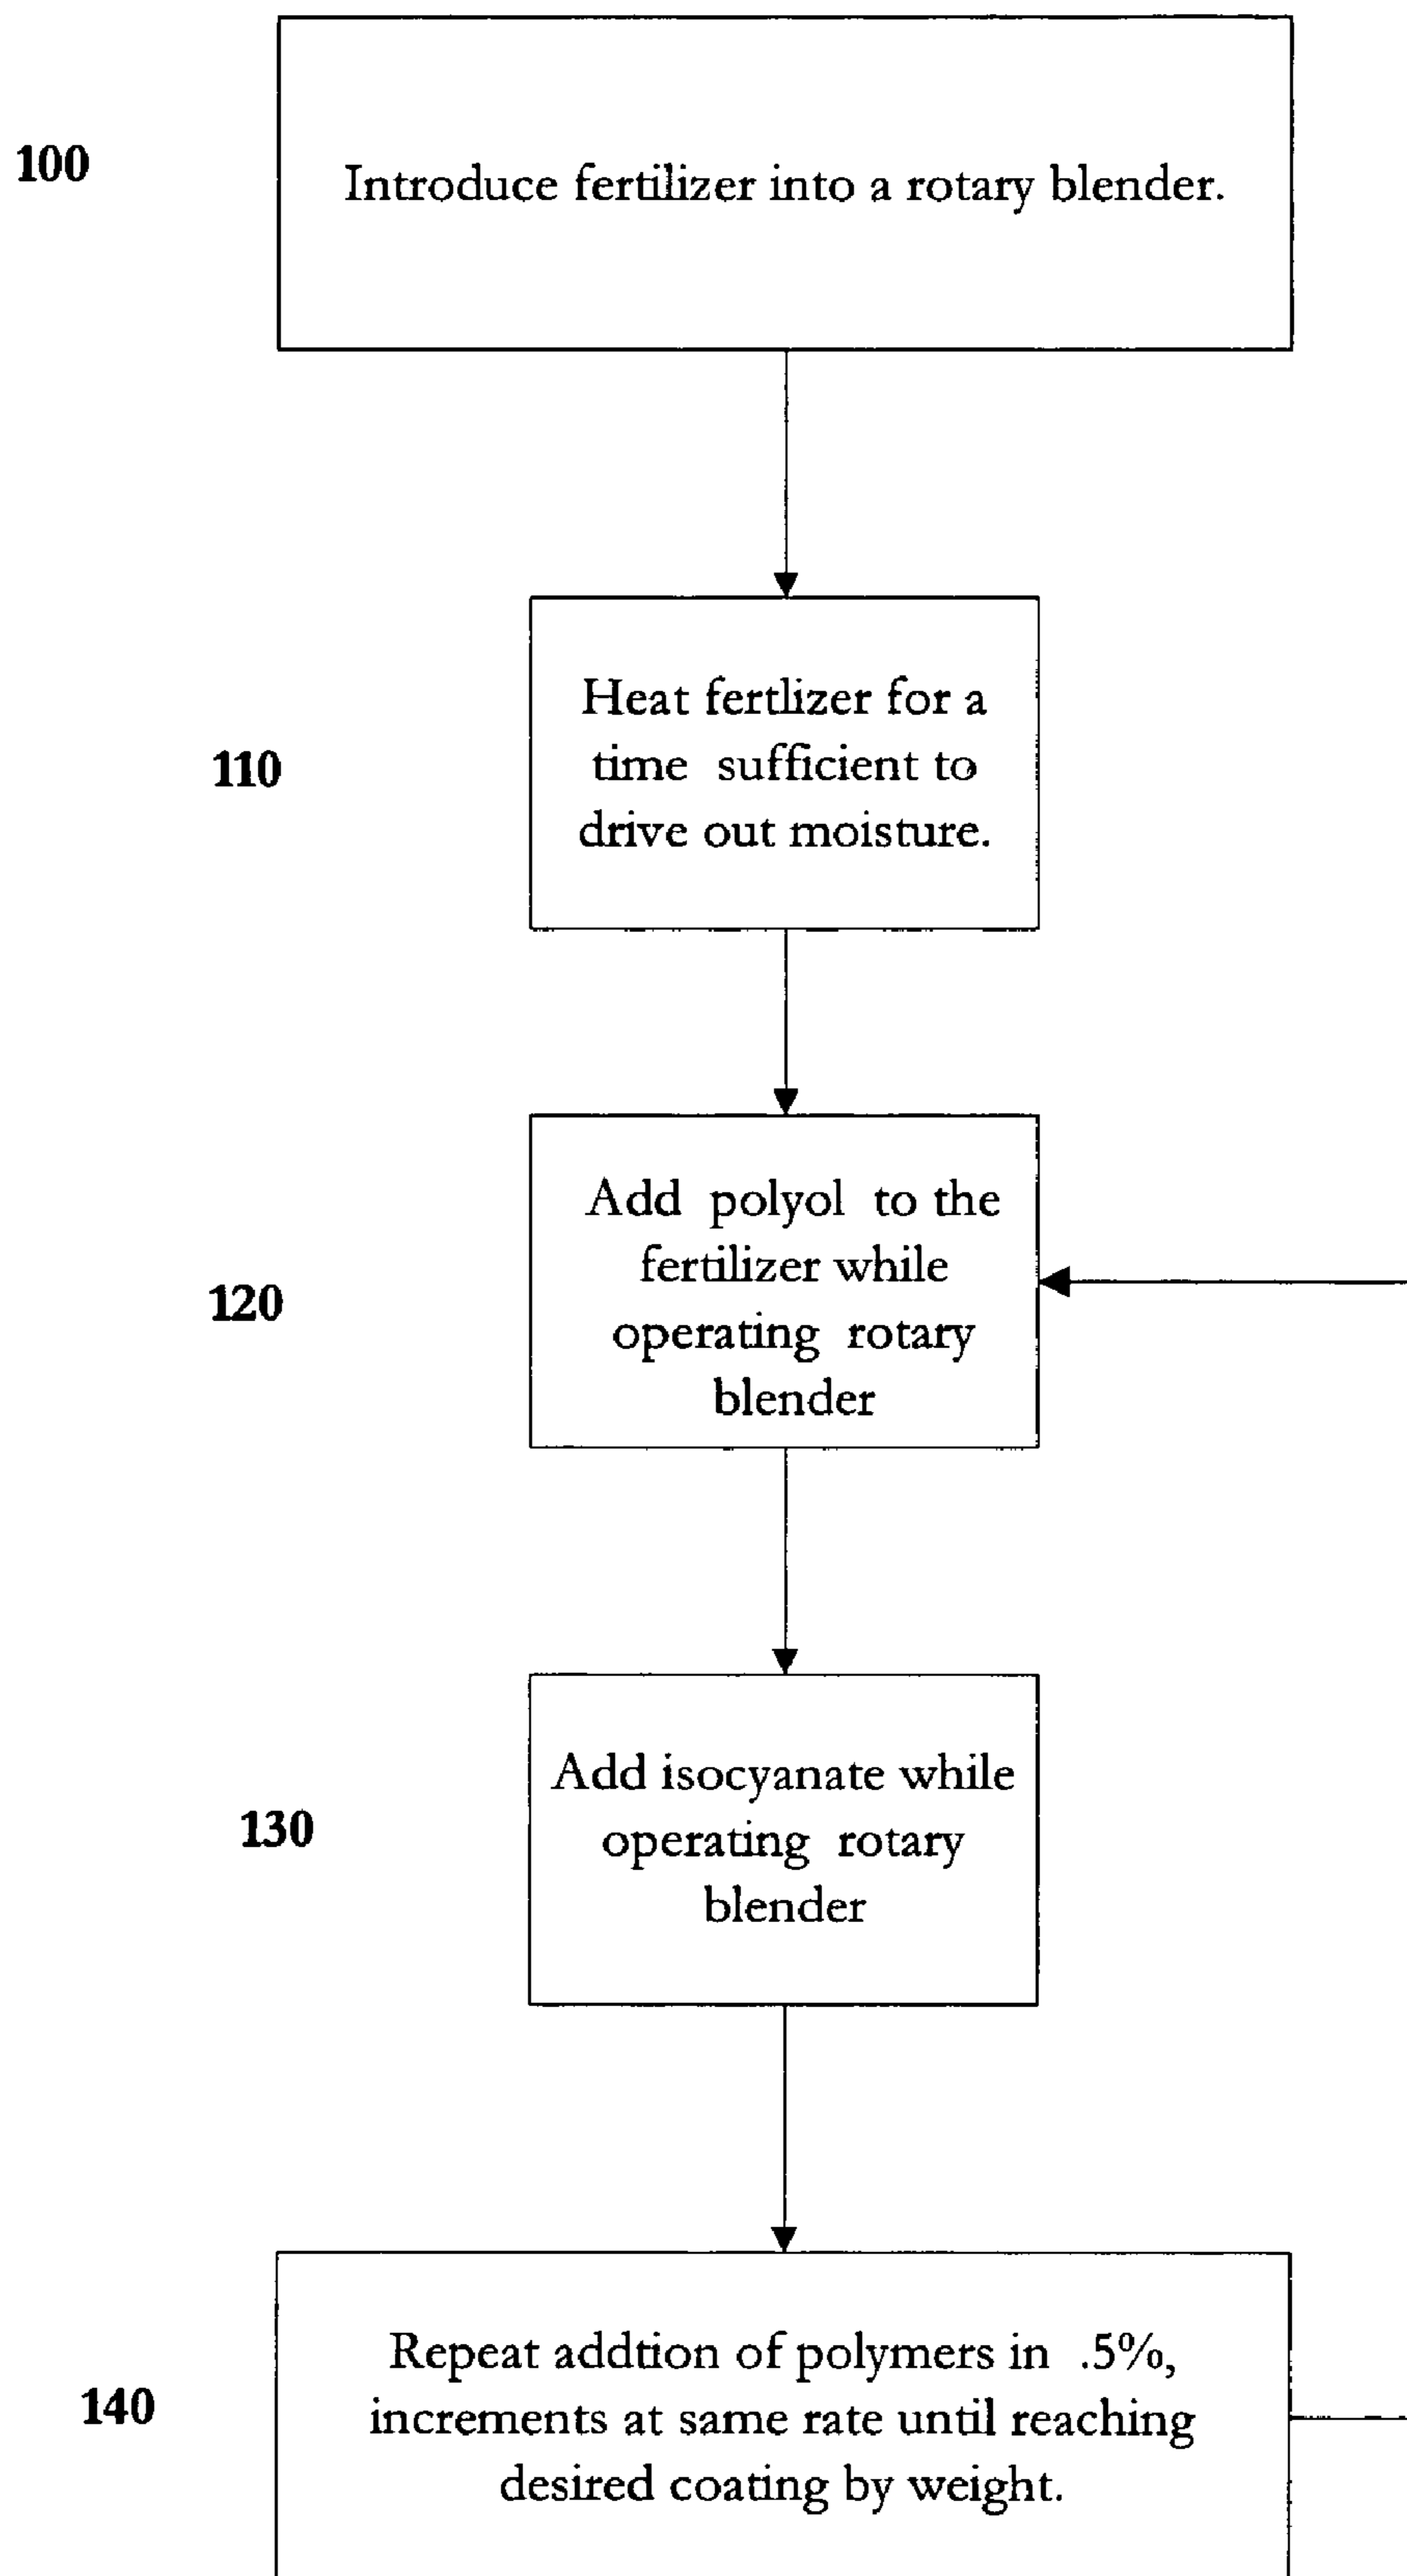 100
Introduce fertilizer into a rotary blender.
110
Heat fertlizer for a
time sufficient to
drive out moisture.
120
Add polyol to the
fertilizer while
operating rotary
blender
130
Add isocyanate while
operating rotary
blender
140
Repeat addtion of polymers in .5%,
increments at same rate until reaching
desired coating by weight.